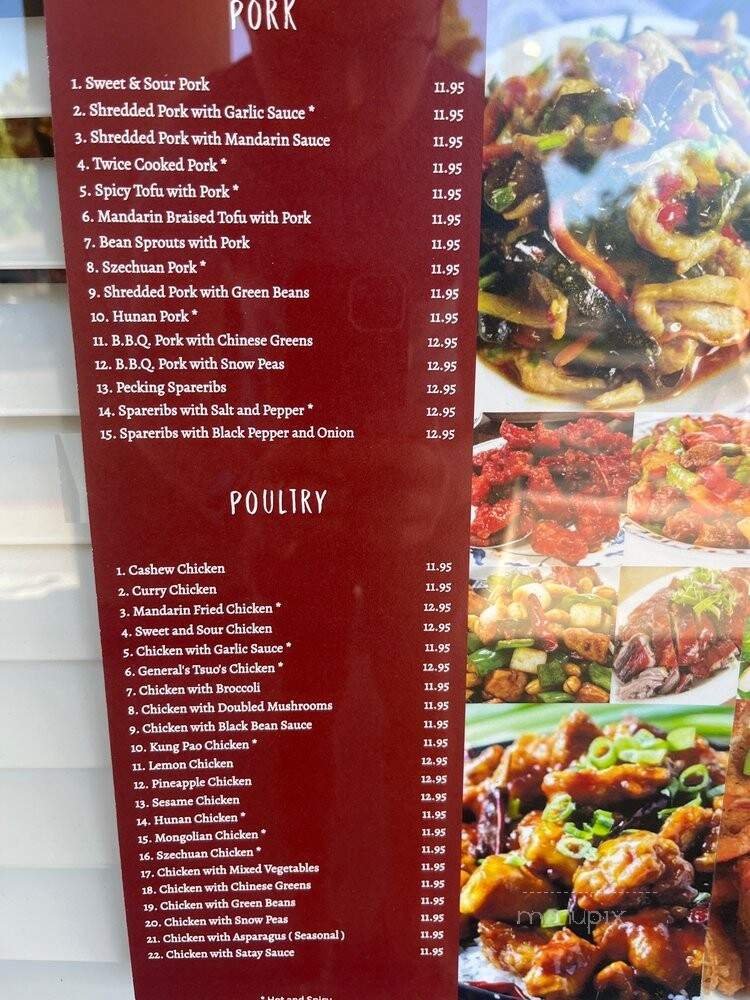 PORK
1. Sweet & Sour Pork 11.95
2. Shredded Pork with Garlic Sauce * 11.95
3. Shredded Pork with Mandarin Sauce 11.95
4. Twice Cooked Pork * 11.95
5. Spicy Tofu with Pork * 11.95
6. Mandarin Braised Tofu with Pork 11.95
7. Bean Sprouts with Pork 11.95
8. Szechuan Pork * 11.95
9. Shredded Pork with Green Beans 11.95
10. Hunan Pork * 11.95
11. B.B.Q. Pork with Chinese Greens 12.95
12. B.B.Q. Pork with Snow Peas 12.95
13. Pecking Spareribs 12.95
14. Spareribs with Salt and Pepper * 12.95
15. Spareribs with Black Pepper and Onion 12.95
POULTRY
1. Cashew Chicken 11.95
2. Curry Chicken 11.95
3. Mandarin Fried Chicken * 12.95
4. Sweet and Sour Chicken 12.95
5. Chicken with Garlic Sauce * 11.95
6. General's Tsuo's Chicken * 12.95
7. Chicken with Broccoli 11.95
8. Chicken with Doubled Mushrooms 11.95
9. Chicken with Black Bean Sauce 11.95
10. Kung Pao Chicken * 11.95
11. Lemon Chicken 12.95
12. Pineapple Chicken 12.95
13. Sesame Chicken 12.95
14. Hunan Chicken * 11.95
15. Mongolian Chicken * 11.95
16. Szechuan Chicken * 11.95
17. Chicken with Mixed Vegetables 11.95
18. Chicken with Chinese Greens 11.95
19. Chicken with Green Beans 11.95
20. Chicken with Snow Peas 11.95
21. Chicken with Asparagus ( Seasonal ) 11.95
22. Chicken with Satay Sauce 11.95
* Hot and Spicy
menupix